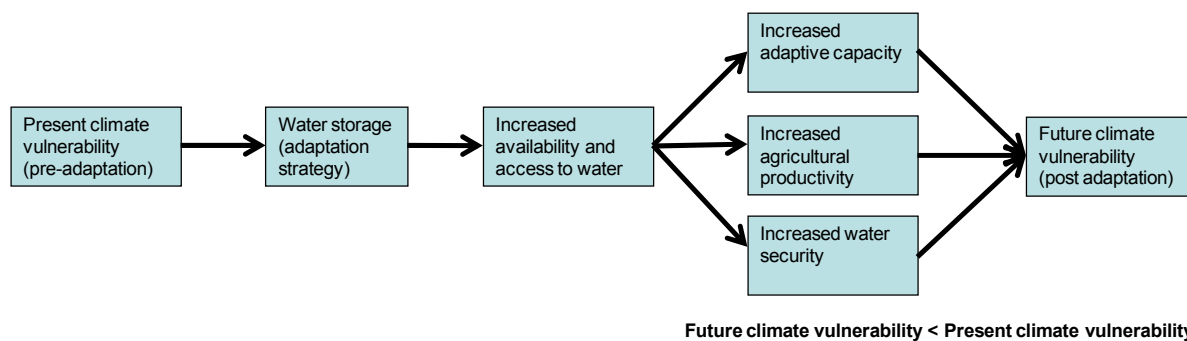 Increased
adaptive capacity
Present climate
vulnerability
(pre-adaptation)
Water storage
(adaptation
strategy)
Increased
availability and
access to water
Increased
agricultural
productivity
Future climate
vulnerability
(post adaptation)
Increased water
security
Future climate vulnerability < Present climate vulnerability